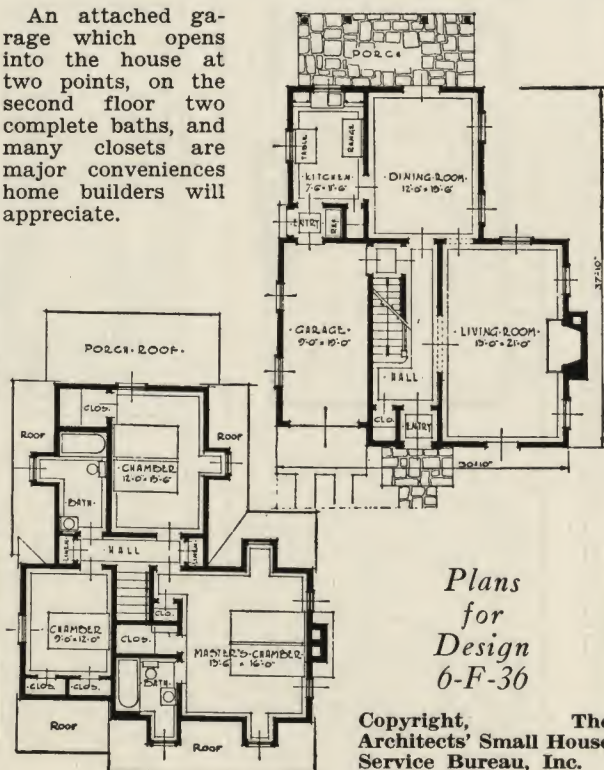 An attached ga-
rage which opens
into the house at
two points, on the
second floor two
complete baths, and
many closets are
major conveniences
home builders will
appreciate.
PORCH
TABLE
RANGE
KITCHEN
7'-6" × 11'-6"
DINING·ROOM·
12'-0" × 15'-6"
ENTRY
REF.
·GARAGE·
9'-0" × 19'-0"
·LIVING·ROOM·
13'-0" × 21'-0"
HALL
CLO.
ENTRY
37'-10"
30'-10"
PORCH·ROOF·
ROOF
CLOS.
ROOF
·CHAMBER·
12'-0" × 13'-6"
·BATH·
LINEN
·HALL·
LINEN
CHAMBER
9'-0" × 12'-0"
CLO.
CLOS.
MASTER'S·CHAMBER·
13'-6" × 16'-0"
·BATH·
CLOS.
CLOS.
ROOF
ROOF
Plans
for
Design
6-F-36
Copyright, The
Architects' Small House
Service Bureau, Inc.